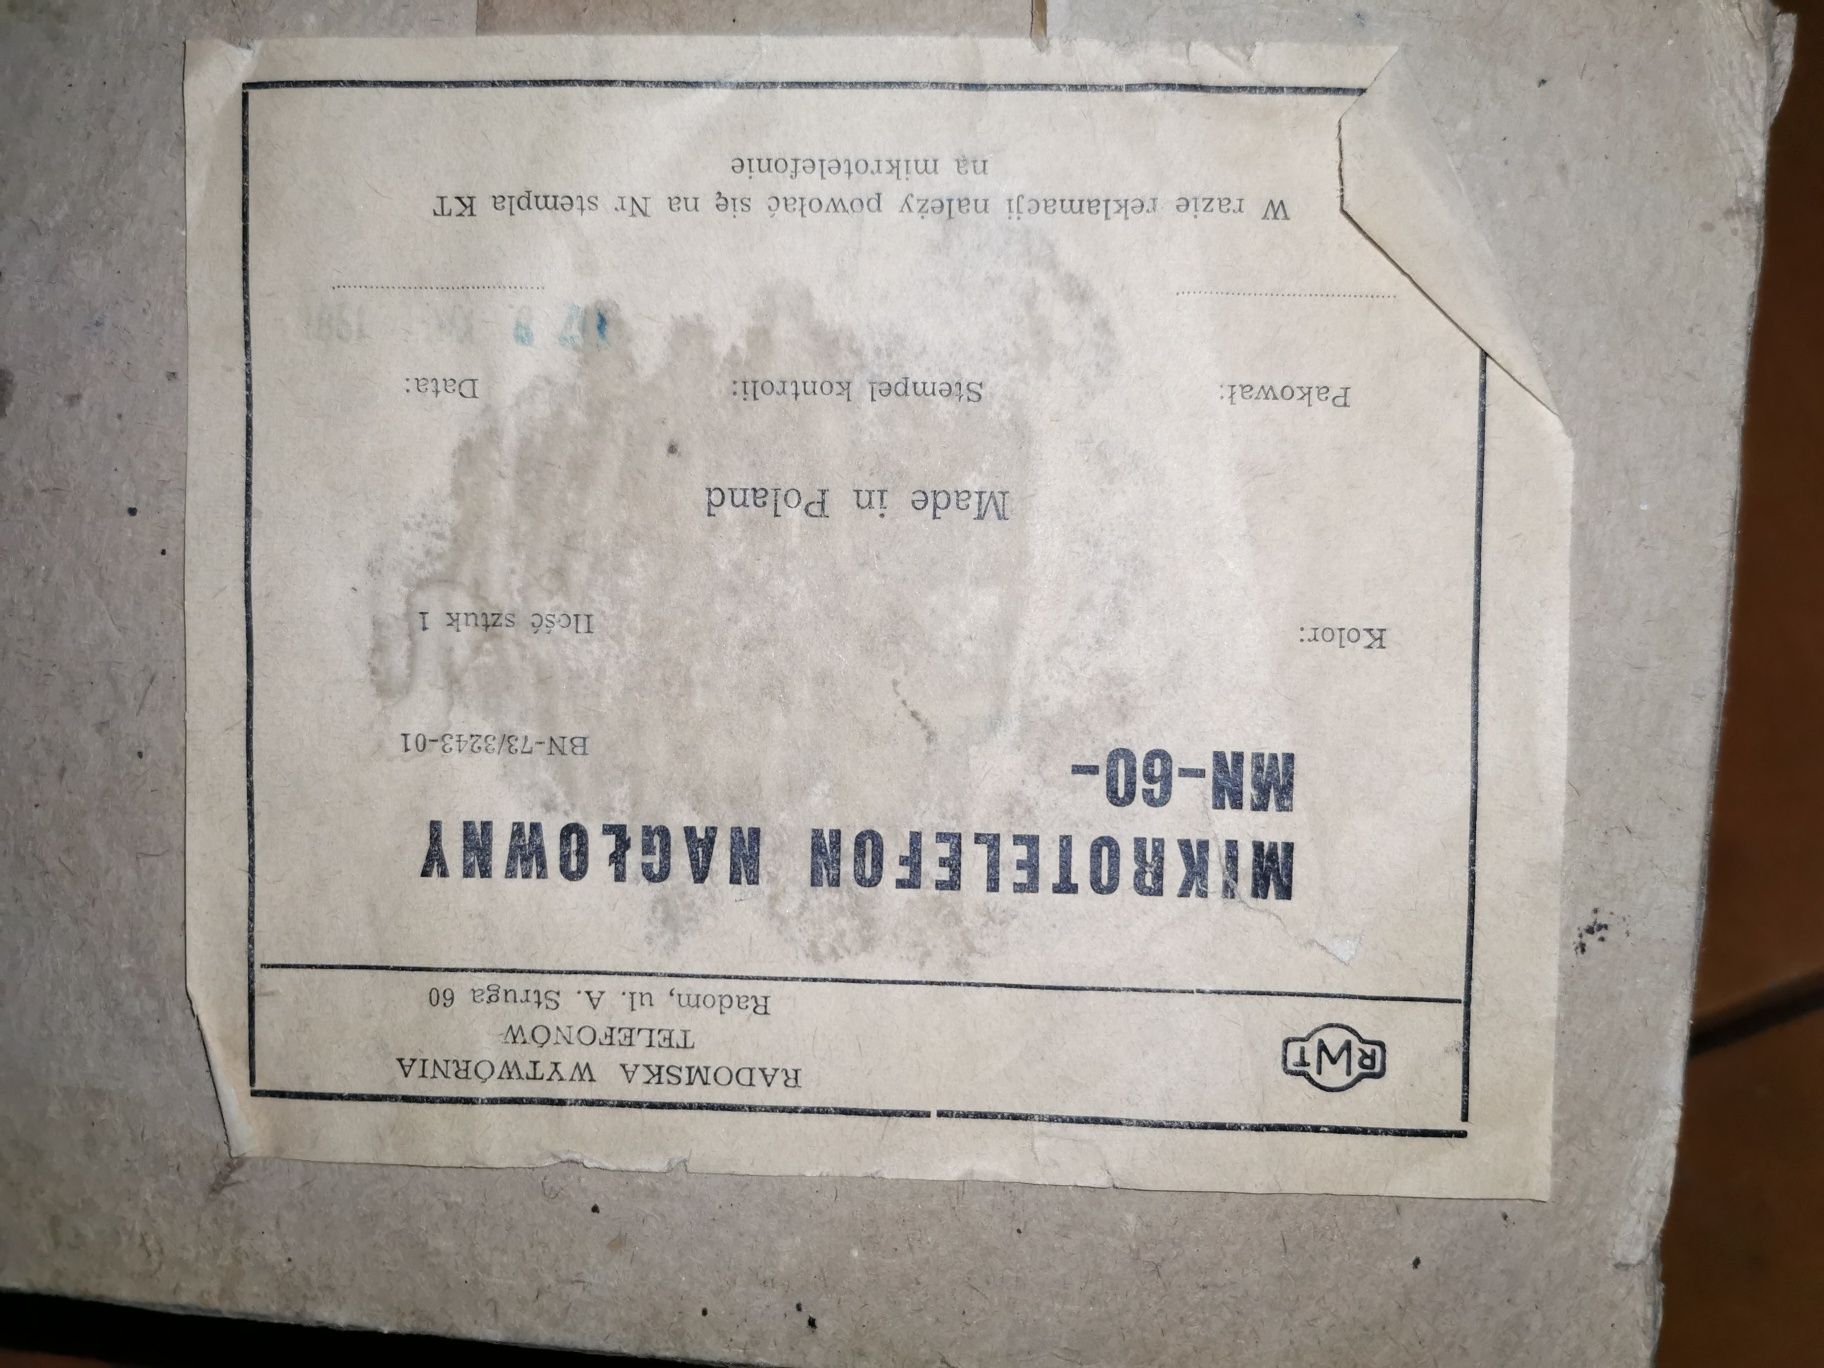 RWT
RADOMSKA WYTWÓRNIA
TELEFONÓW
Radom, ul. A. Struga 60
MIKROTELEFON NAGŁOWNY
MN-60-
BN-73/3243-01
Kolor:
Ilość sztuk 1
Made in Poland
Pakował: Stempel kontroli: Data:
W razie reklamacji należy powołać się na Nr stempla KT
na mikrotelefonie